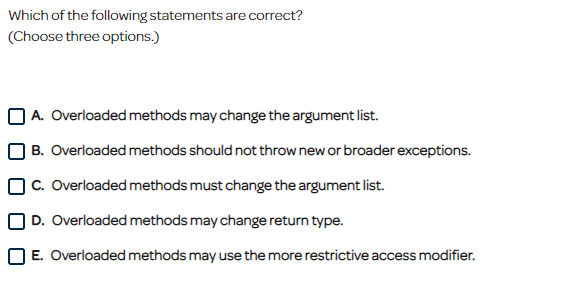 Which of the following statements are correct?
(Choose three options.)
A. Overloaded methods may change the argument list.
B. Overloaded methods should not throw new or broader exceptions.
C. Overloaded methods must change the argument list.
D. Overloaded methods may change return type.
E. Overloaded methods may use the more restrictive access modifier.